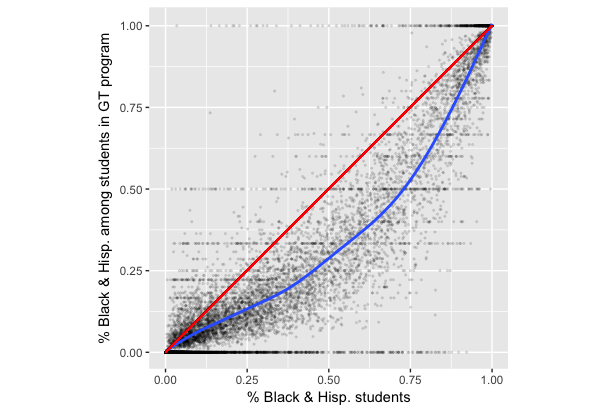 1.00
0.75
0.50
0.25
0.00
% Black & Hisp. among students in GT program
0.00 0.25 0.50 0.75 1.00
% Black & Hisp. students